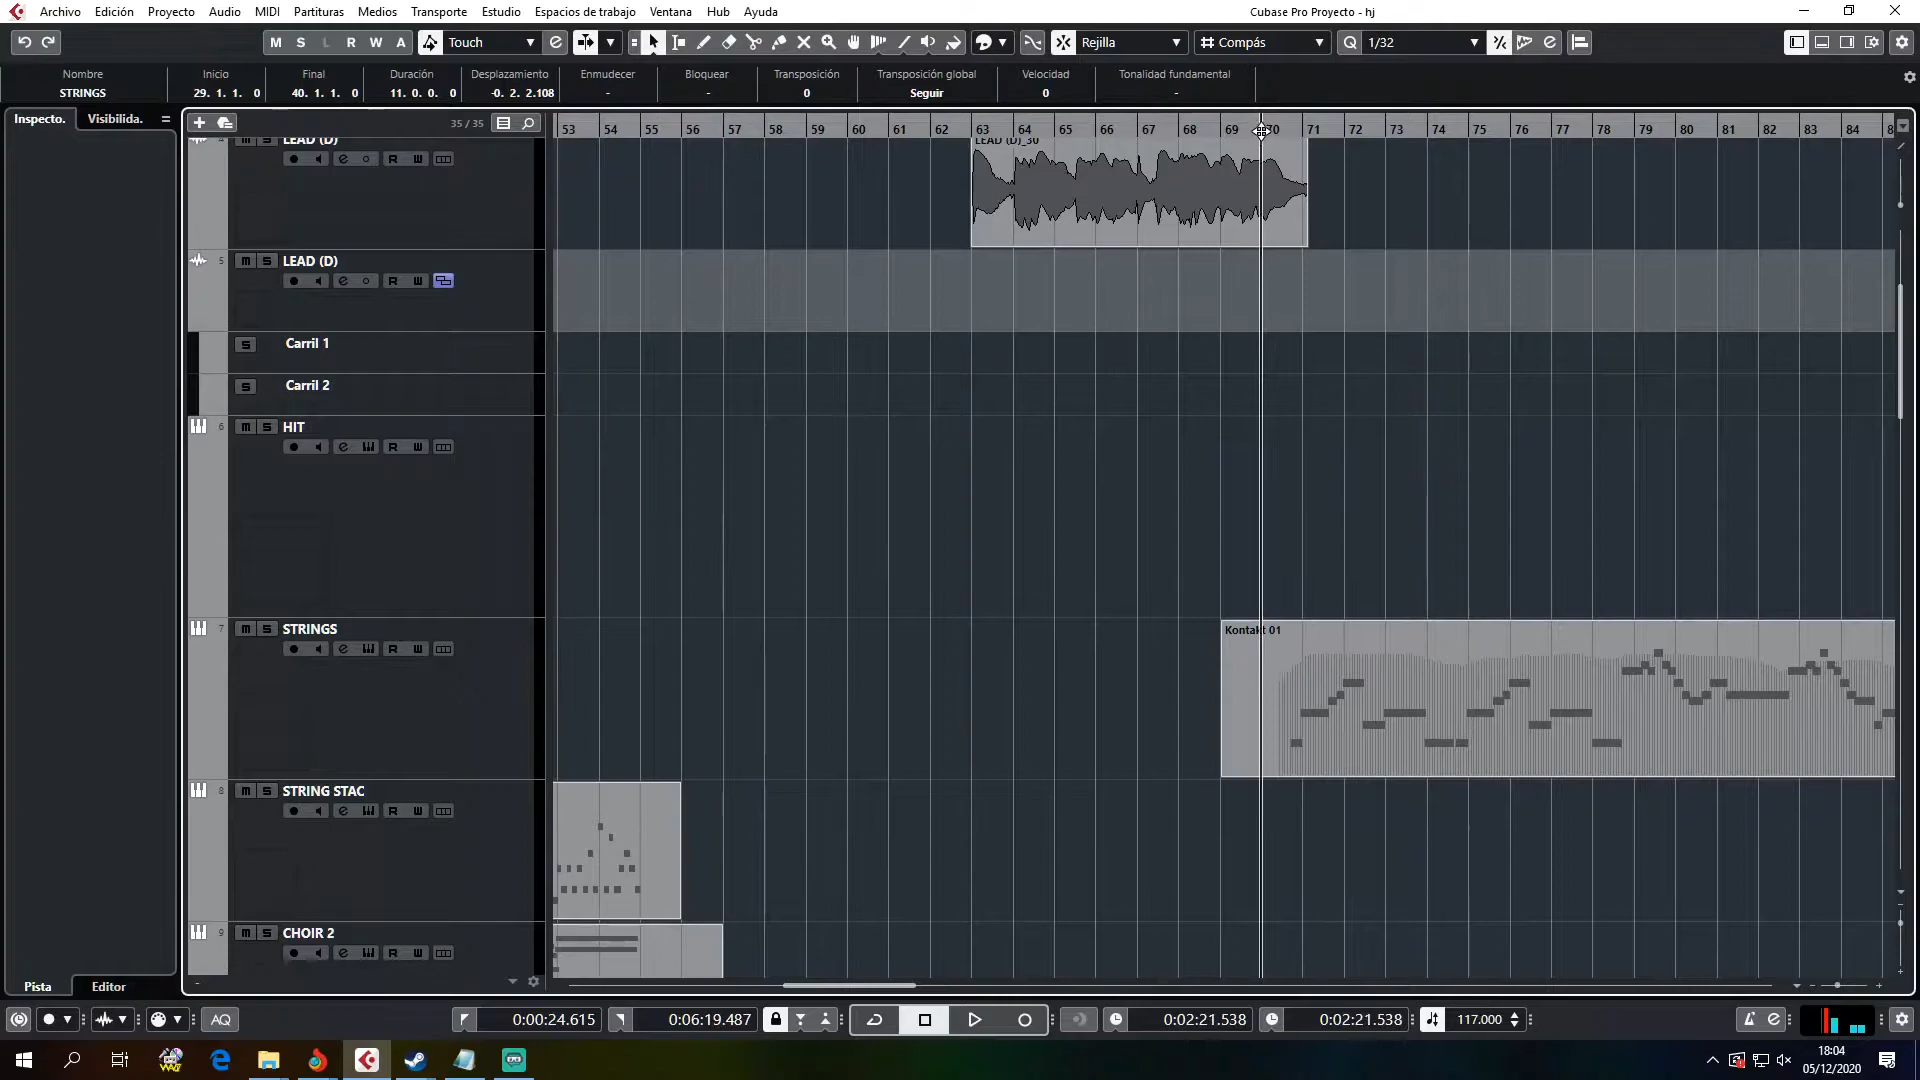 Archivo Edición Proyecto Audio MIDI Partituras Medios Transporte Estudio Espacios de trabajo Ventana Hub Ayuda Cubase Pro Proyecto - hj
M S L R W A Touch Rejilla Compás Q 1/32
Nombre Inicio Final Duración Desplazamiento Enmudecer Bloquear Transposición Transposición global Velocidad Tonalidad fundamental
STRINGS 29. 1. 1. 0 40. 1. 1. 0 11. 0. 0. 0 -0. 2. 2.108 - - 0 Seguir 0 -
Inspecto. Visibilida. 35 / 35 53 54 55 56 57 58 59 60 61 62 63 64 65 66 67 68 69 70 71 72 73 74 75 76 77 78 79 80 81 82 83 84 8
LEAD (D) LEAD (D)_30
R W
5 m S LEAD (D)
R W
S Carril 1
S Carril 2
6 m S HIT
R W
7 m S STRINGS Kontakt 01
R W
8 m S STRING STAC
R W
9 m S CHOIR 2
R W
Pista Editor
AQ 0:00:24.615 0:06:19.487 0:02:21.538 0:02:21.538 117.000
18:04
05/12/2020